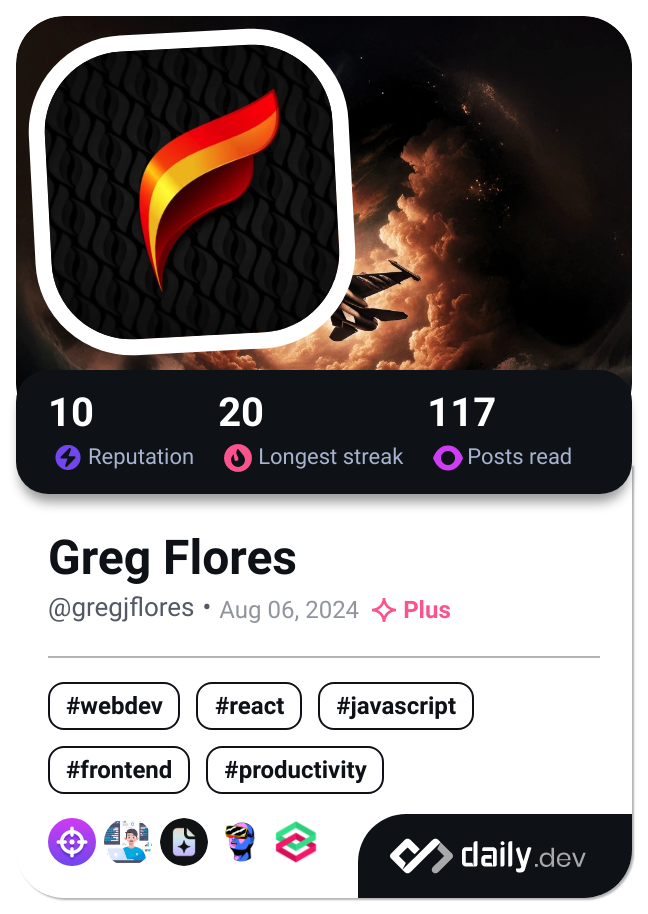 10 20 117
Reputation Longest streak Posts read
Greg Flores
@gregjflores • Aug 06, 2024 Plus
#webdev #react #javascript
#frontend #productivity
daily.dev